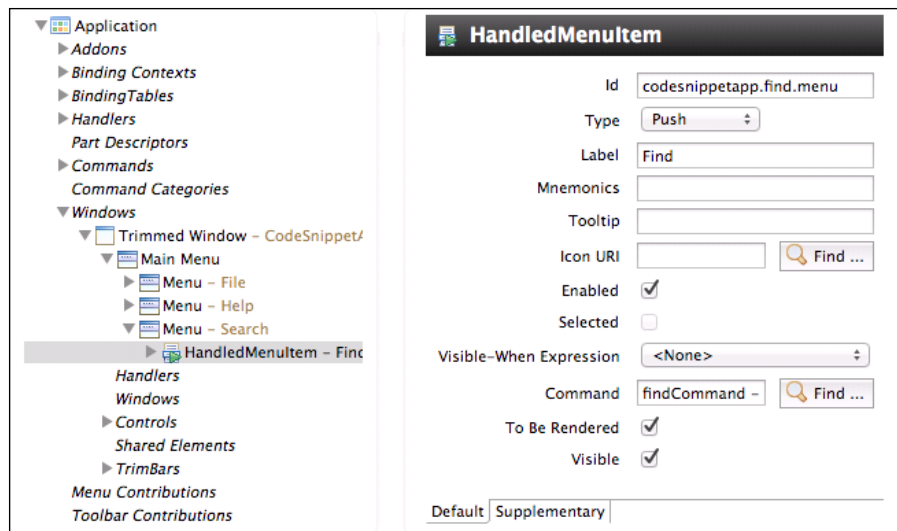 Application
Addons
Binding Contexts
BindingTables
Handlers
Part Descriptors
Commands
Command Categories
Windows
Trimmed Window – CodeSnippetA
Main Menu
Menu – File
Menu – Help
Menu – Search
HandledMenuItem – Find
Handlers
Windows
Controls
Shared Elements
TrimBars
Menu Contributions
Toolbar Contributions
HandledMenuItem
Id codesnippetapp.find.menu
Type Push
Label Find
Mnemonics
Tooltip
Icon URI Find ...
Enabled
Selected
Visible-When Expression <None>
Command findCommand – Find ...
To Be Rendered
Visible
Default Supplementary